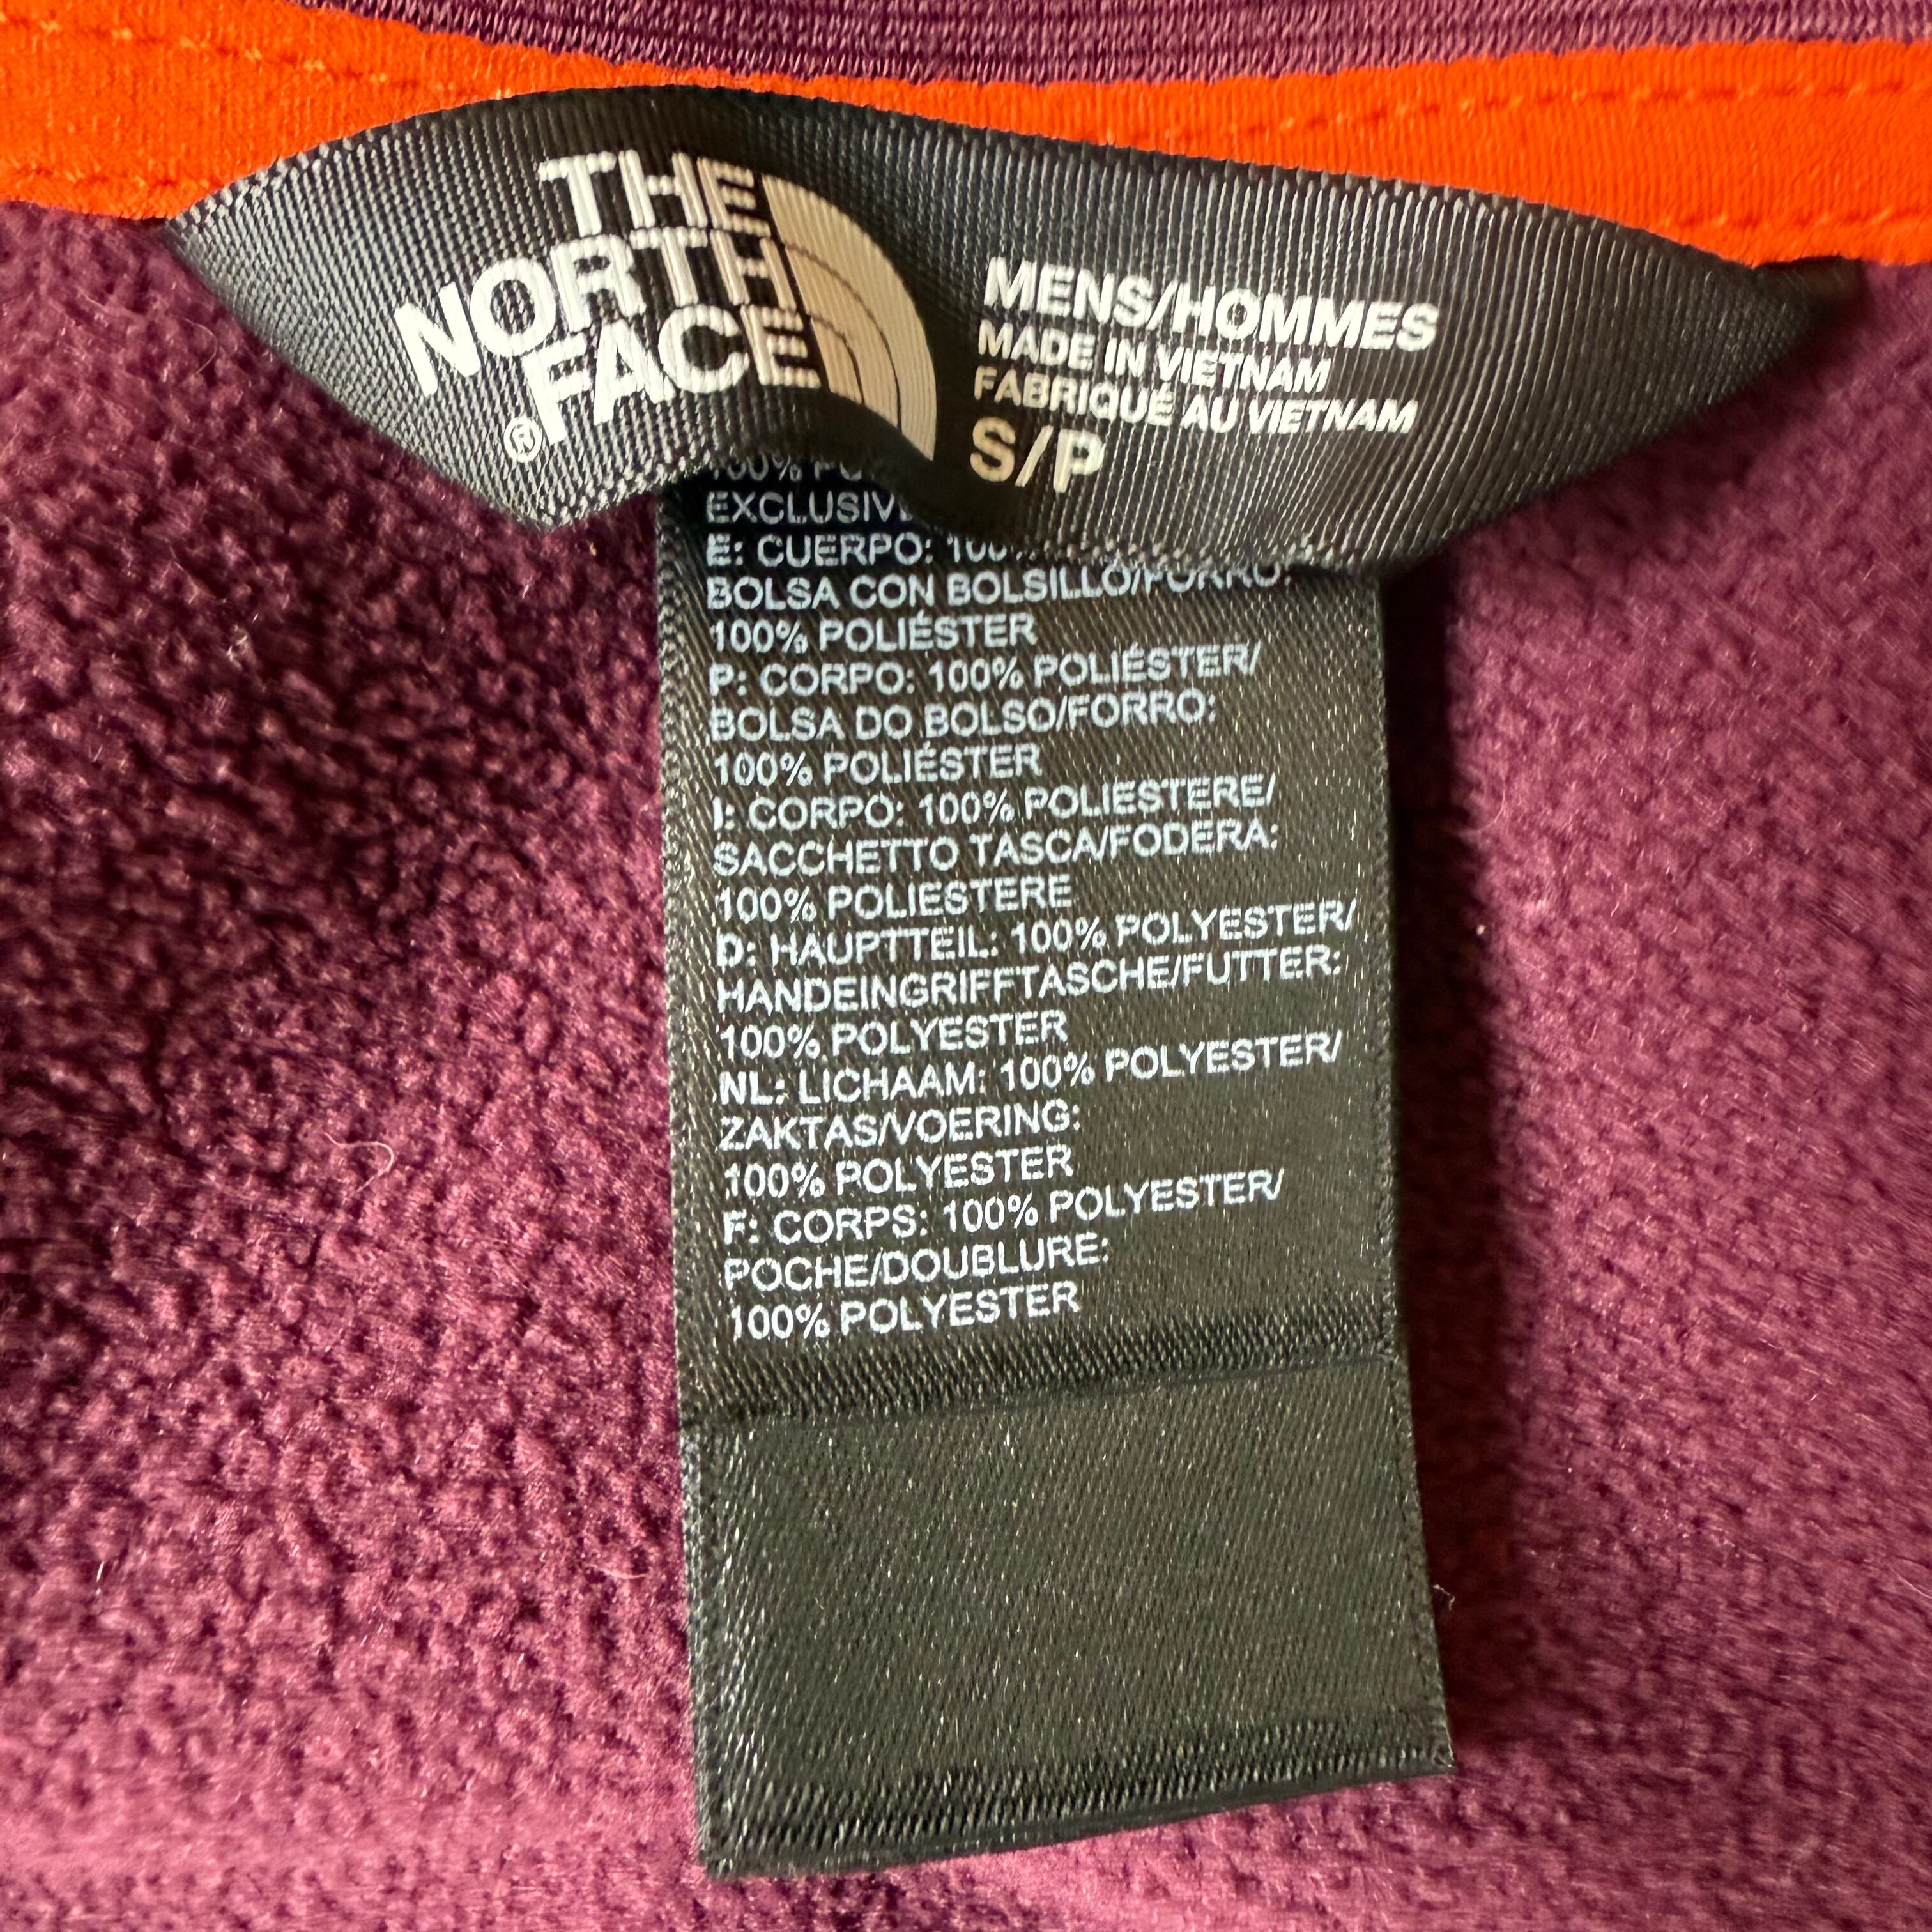 THE
NORTH
FACE
®
MENS/HOMMES
MADE IN VIETNAM
FABRIQUÉ AU VIETNAM
S/P
100%
E: CUERPO:
BOLSA CON BOLSILLO/FORRO:
100% POLIÉSTER
P: CORPO: 100% POLIÉSTER/
BOLSA DO BOLSO/FORRO:
100% POLIÉSTER
I: CORPO: 100% POLIESTERE/
SACCHETTO TASCA/FODERA:
100% POLIESTERE
D: HAUPTTEIL: 100% POLYESTER/
HANDEINGRIFFTASCHE/FUTTER:
100% POLYESTER
NL: LICHAAM: 100% POLYESTER/
ZAKTAS/VOERING:
100% POLYESTER
F: CORPS: 100% POLYESTER/
POCHE/DOUBLURE:
100% POLYESTER